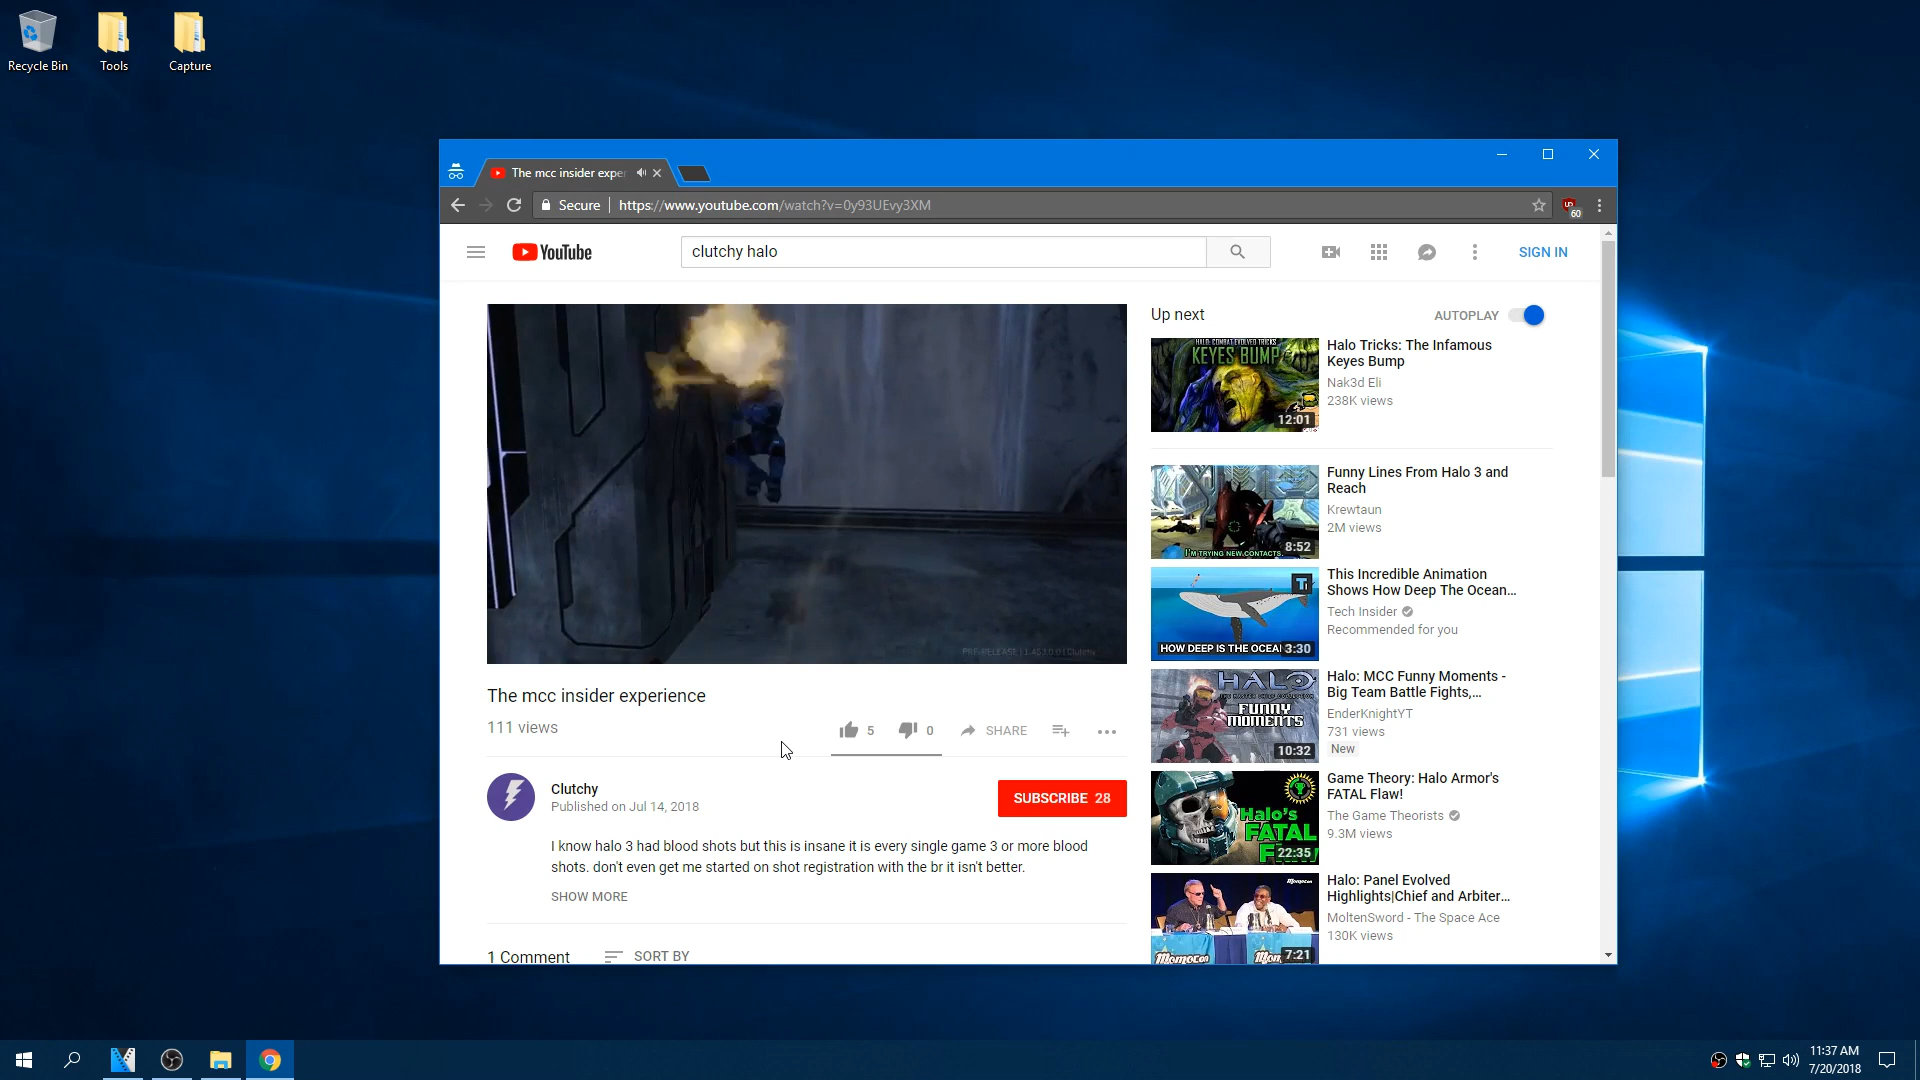 Recycle Bin
Tools
Capture
The mcc insider exper
Secure
https://www.youtube.com/watch?v=0y93UEvy3XM
60
YouTube
clutchy halo
SIGN IN
Up next
AUTOPLAY
HALO: COMBAT EVOLVED TRICKS
KEYES BUMP
12:01
Halo Tricks: The Infamous
Keyes Bump
Nak3d Eli
238K views
I'M TRYING NEW CONTACTS.
8:52
Funny Lines From Halo 3 and
Reach
Krewtaun
2M views
HOW DEEP IS THE OCEA
3:30
This Incredible Animation
Shows How Deep The Ocean...
Tech Insider
Recommended for you
HALO
FUNNY
MOMENTS
10:32
Halo: MCC Funny Moments -
Big Team Battle Fights,...
EnderKnightYT
731 views
New
Halo's
FATAL
22:35
Game Theory: Halo Armor's
FATAL Flaw!
The Game Theorists
9.3M views
MomoCon
7:21
Halo: Panel Evolved
Highlights|Chief and Arbiter...
MoltenSword - The Space Ace
130K views
The mcc insider experience
111 views
5
0
SHARE
Clutchy
Published on Jul 14, 2018
SUBSCRIBE 28
I know halo 3 had blood shots but this is insane it is every single game 3 or more blood
shots. don't even get me started on shot registration with the br it isn't better.
SHOW MORE
1 Comment
SORT BY
11:37 AM
7/20/2018